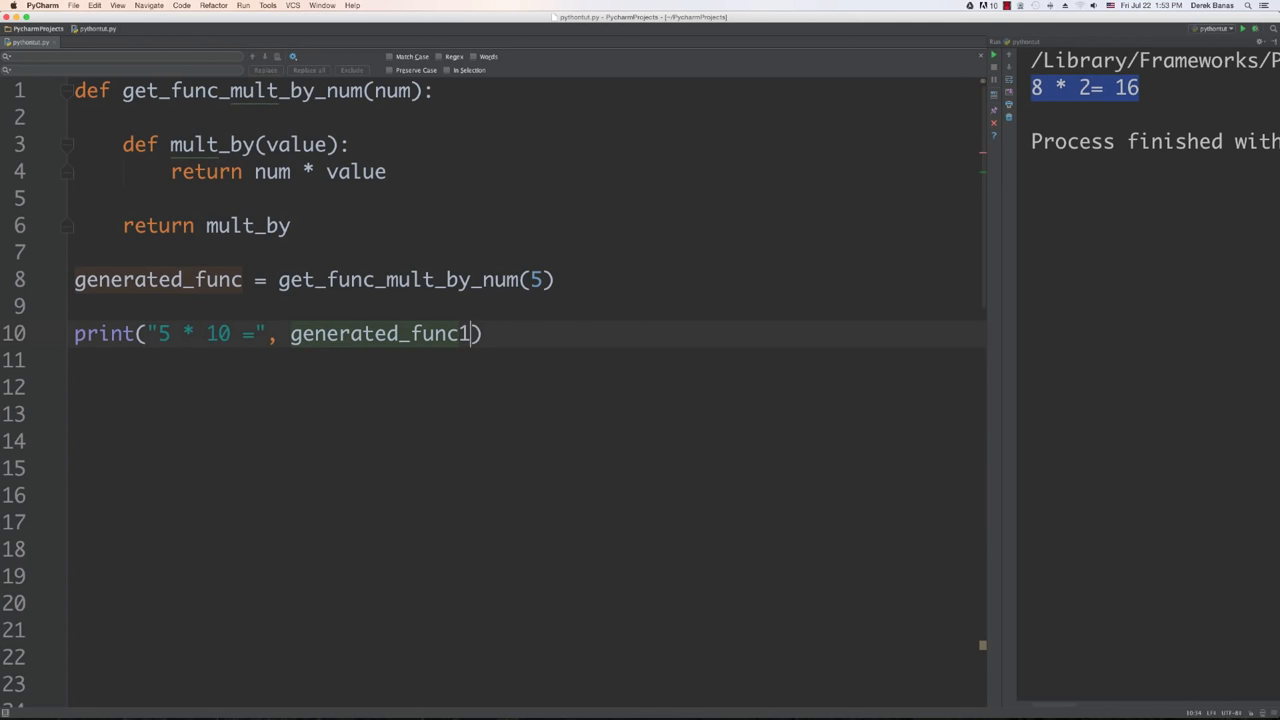 PyCharm File Edit View Navigate Code Refactor Run Tools VCS Window Help 10 Fri Jul 22 1:53 PM Derek Banas
pythontut.py - PycharmProjects - [~/PycharmProjects]
PycharmProjects pythontut.py pythontut
pythontut.py Run pythontut
Match Case Regex Words
Replace Replace all Exclude Preserve Case In Selection
1 def get_func_mult_by_num(num):
2
3 def mult_by(value):
4 return num * value
5
6 return mult_by
7
8 generated_func = get_func_mult_by_num(5)
9
10 print("5 * 10 =", generated_func1)
11
12
13
14
15
16
17
18
19
20
21
22
23
24
/Library/Frameworks/P
8 * 2= 16
Process finished with
10:34 LF UTF-8